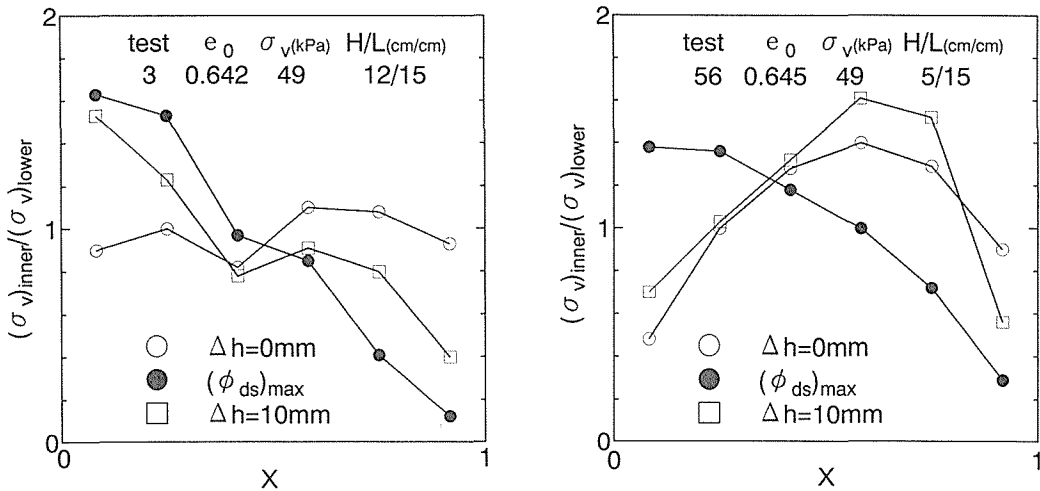 2
test e₀ σᵥ(kPa) H/L(cm/cm)
3 0.642 49 12/15
(σᵥ)inner/(σᵥ)lower
1
Δh=0mm
(ϕds)max
Δh=10mm
0
0 1
X
2
test e₀ σᵥ(kPa) H/L(cm/cm)
56 0.645 49 5/15
(σᵥ)inner/(σᵥ)lower
1
Δh=0mm
(ϕds)max
Δh=10mm
0
0 1
X